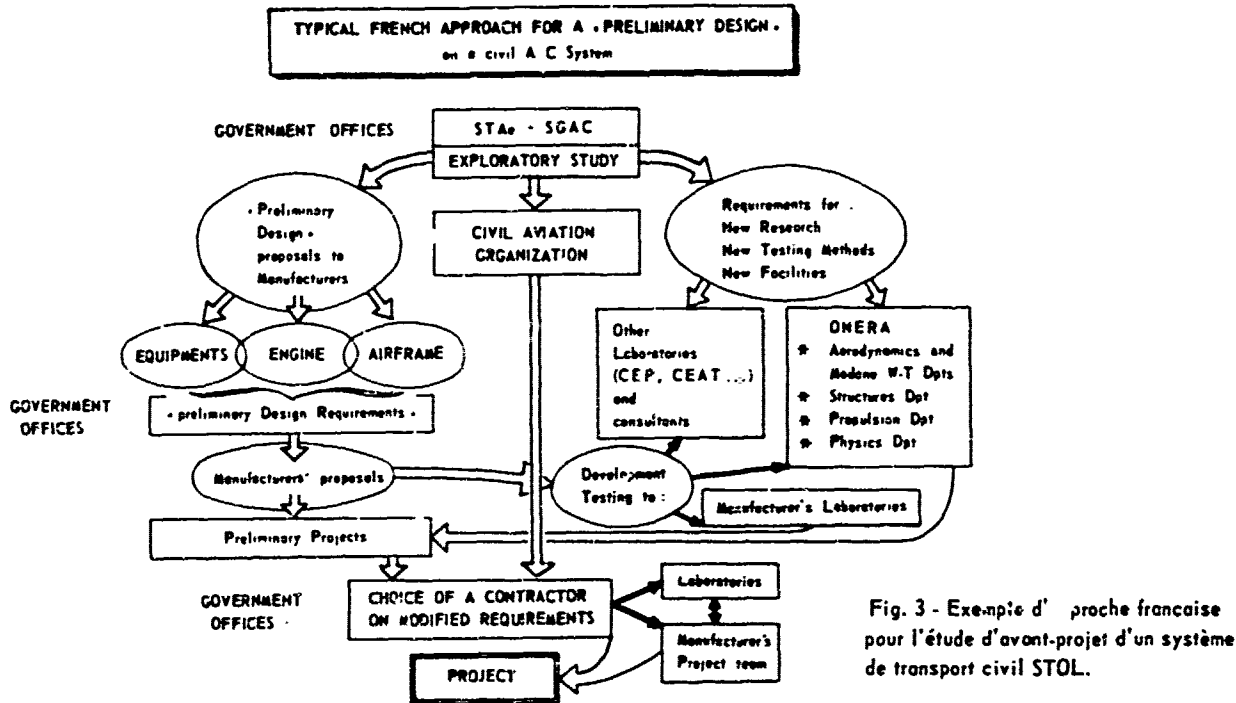 TYPICAL FRENCH APPROACH FOR A « PRELIMINARY DESIGN »
on a civil A C System
GOVERNMENT OFFICES
STAe - SGAC
EXPLORATORY STUDY
« Preliminary
Design »
proposals to
Manufacturers
CIVIL AVIATION
ORGANIZATION
Requirements for :
New Research
New Testing Methods
New Facilities
EQUIPMENTS
ENGINE
AIRFRAME
Other
Laboratories
(CEP, CEAT ...)
and
consultants
ONERA
* Aerodynamics and
Modane W-T Dpts
* Structures Dpt
* Propulsion Dpt
* Physics Dpt
GOVERNMENT
OFFICES
« preliminary Design Requirements »
Manufacturers' proposals
Development
Testing to :
Manufacturer's Laboratories
Preliminary Projects
GOVERNMENT
OFFICES
CHOICE OF A CONTRACTOR
ON MODIFIED REQUIREMENTS
Laboratories
Manufacturer's
Project team
PROJECT
Fig. 3 - Exemple d' proche francaise
pour l'étude d'avant-projet d'un système
de transport civil STOL.